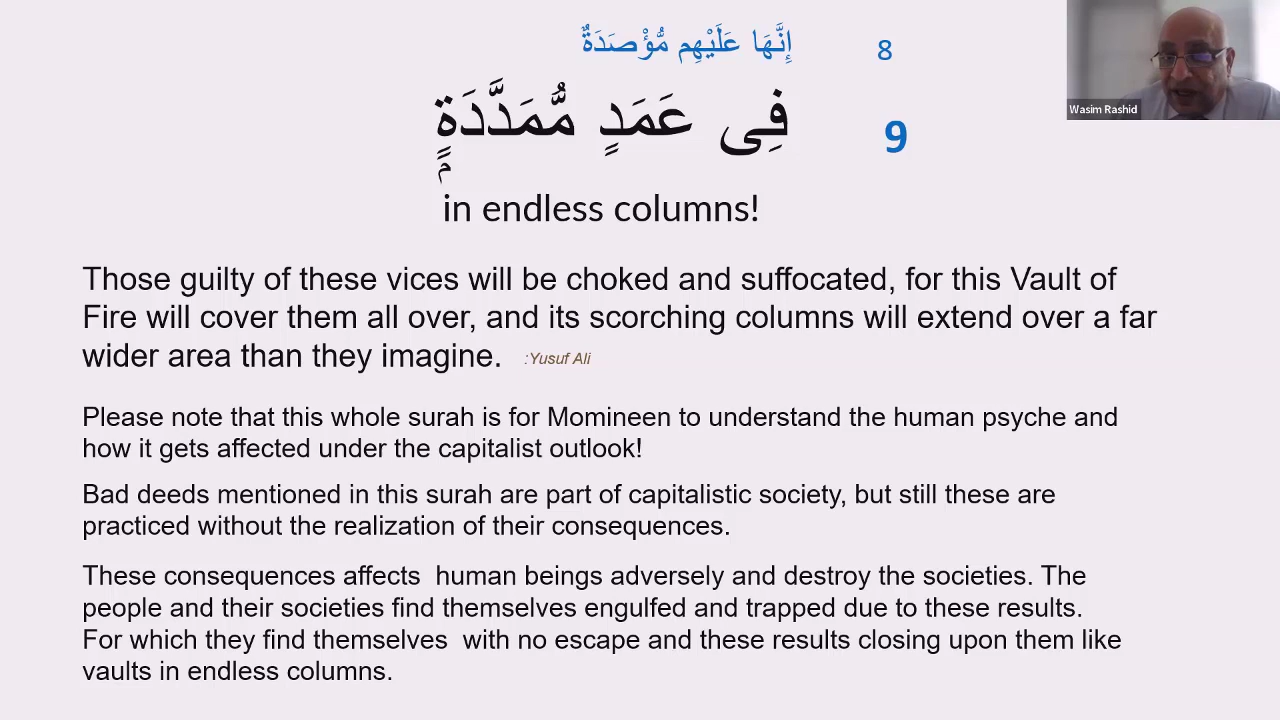 إِنَّهَا عَلَيْهِم مُّؤْصَدَةٌ 8
Wasim Rashid
فِى عَمَدٍ مُّمَدَّدَةٍۭ 9
in endless columns!
Those guilty of these vices will be choked and suffocated, for this Vault of
Fire will cover them all over, and its scorching columns will extend over a far
wider area than they imagine. :Yusuf Ali
Please note that this whole surah is for Momineen to understand the human psyche and
how it gets affected under the capitalist outlook!
Bad deeds mentioned in this surah are part of capitalistic society, but still these are
practiced without the realization of their consequences.
These consequences affects human beings adversely and destroy the societies. The
people and their societies find themselves engulfed and trapped due to these results.
For which they find themselves with no escape and these results closing upon them like
vaults in endless columns.